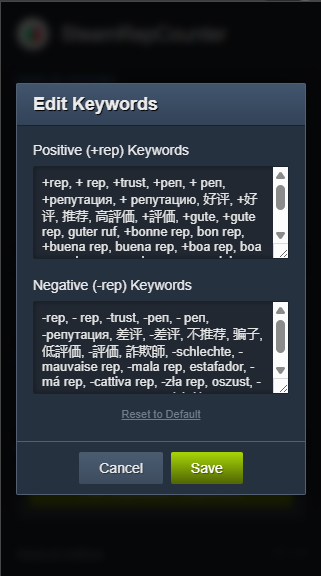 SteamRepCounter
Edit Keywords
Positive (+rep) Keywords
+rep, + rep, +trust, +реп, + реп,
+репутация, + репутацию, 好评, +好
评, 推荐, 高評価, +評価, +gute, +gute
rep, guter ruf, +bonne rep, bon rep,
+buena rep, buena rep, +boa rep, boa
Negative (-rep) Keywords
-rep, - rep, -trust, -реп, - реп,
-репутация, 差评, -差评, 不推荐, 骗子,
低評価, -評価, 詐欺師, -schlechte, -
mauvaise rep, -mala rep, estafador, -
má rep, -cattiva rep, -zła rep, oszust, -
Reset to Default
Cancel
Save